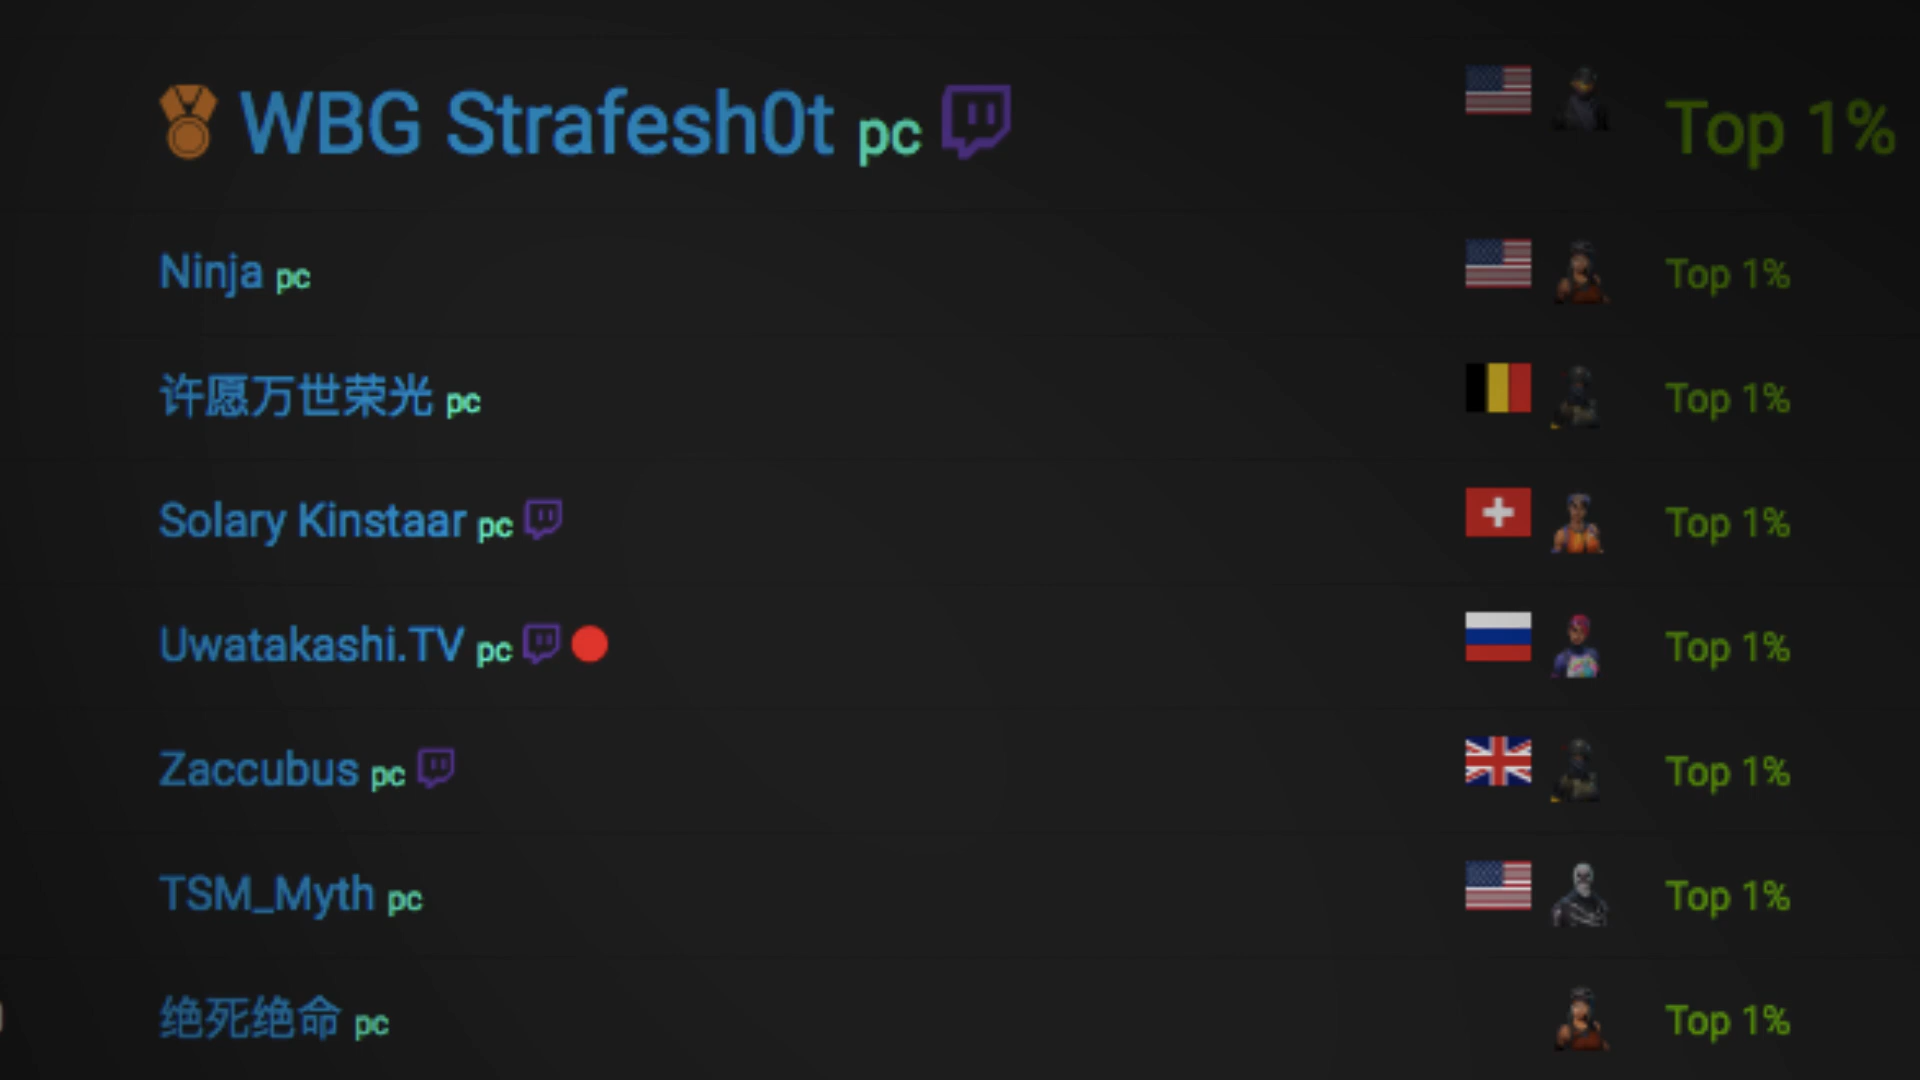 WBG Strafesh0t pc Top 1%
Ninja pc Top 1%
许愿万世荣光 pc Top 1%
Solary Kinstaar pc Top 1%
Uwatakashi.TV pc Top 1%
Zaccubus pc Top 1%
TSM_Myth pc Top 1%
绝死绝命 pc Top 1%